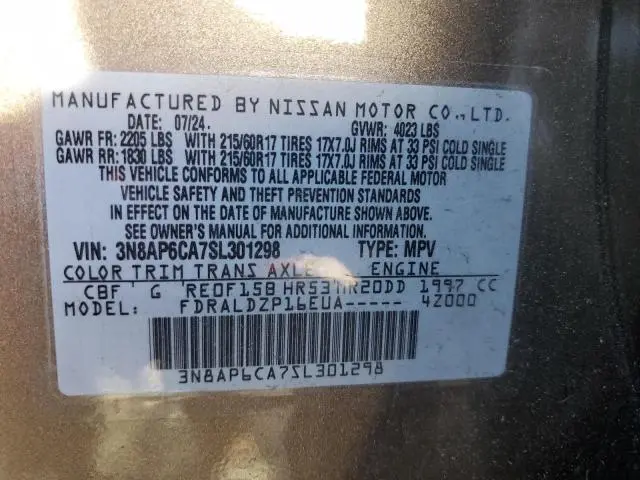 MANUFACTURED BY NISSAN MOTOR CO., LTD.
DATE: 07/24. GVWR: 4023 LBS
GAWR FR: 2205 LBS WITH 215/60R17 TIRES 17X7.0J RIMS AT 33 PSI COLD SINGLE
GAWR RR: 1830 LBS WITH 215/60R17 TIRES 17X7.0J RIMS AT 33 PSI COLD SINGLE
THIS VEHICLE CONFORMS TO ALL APPLICABLE FEDERAL MOTOR
VEHICLE SAFETY AND THEFT PREVENTION STANDARDS
IN EFFECT ON THE DATE OF MANUFACTURE SHOWN ABOVE.
SEE OWNER'S MANUAL FOR ADDITIONAL INFORMATION.
VIN: 3N8AP6CA7SL301298 TYPE: MPV
COLOR TRIM TRANS AXLE ENGINE
CBF G RE0F15B HR53 MR20DD 1997 CC
MODEL: FDRALDZP16EUA----- 42000
3N8AP6CA7SL301298